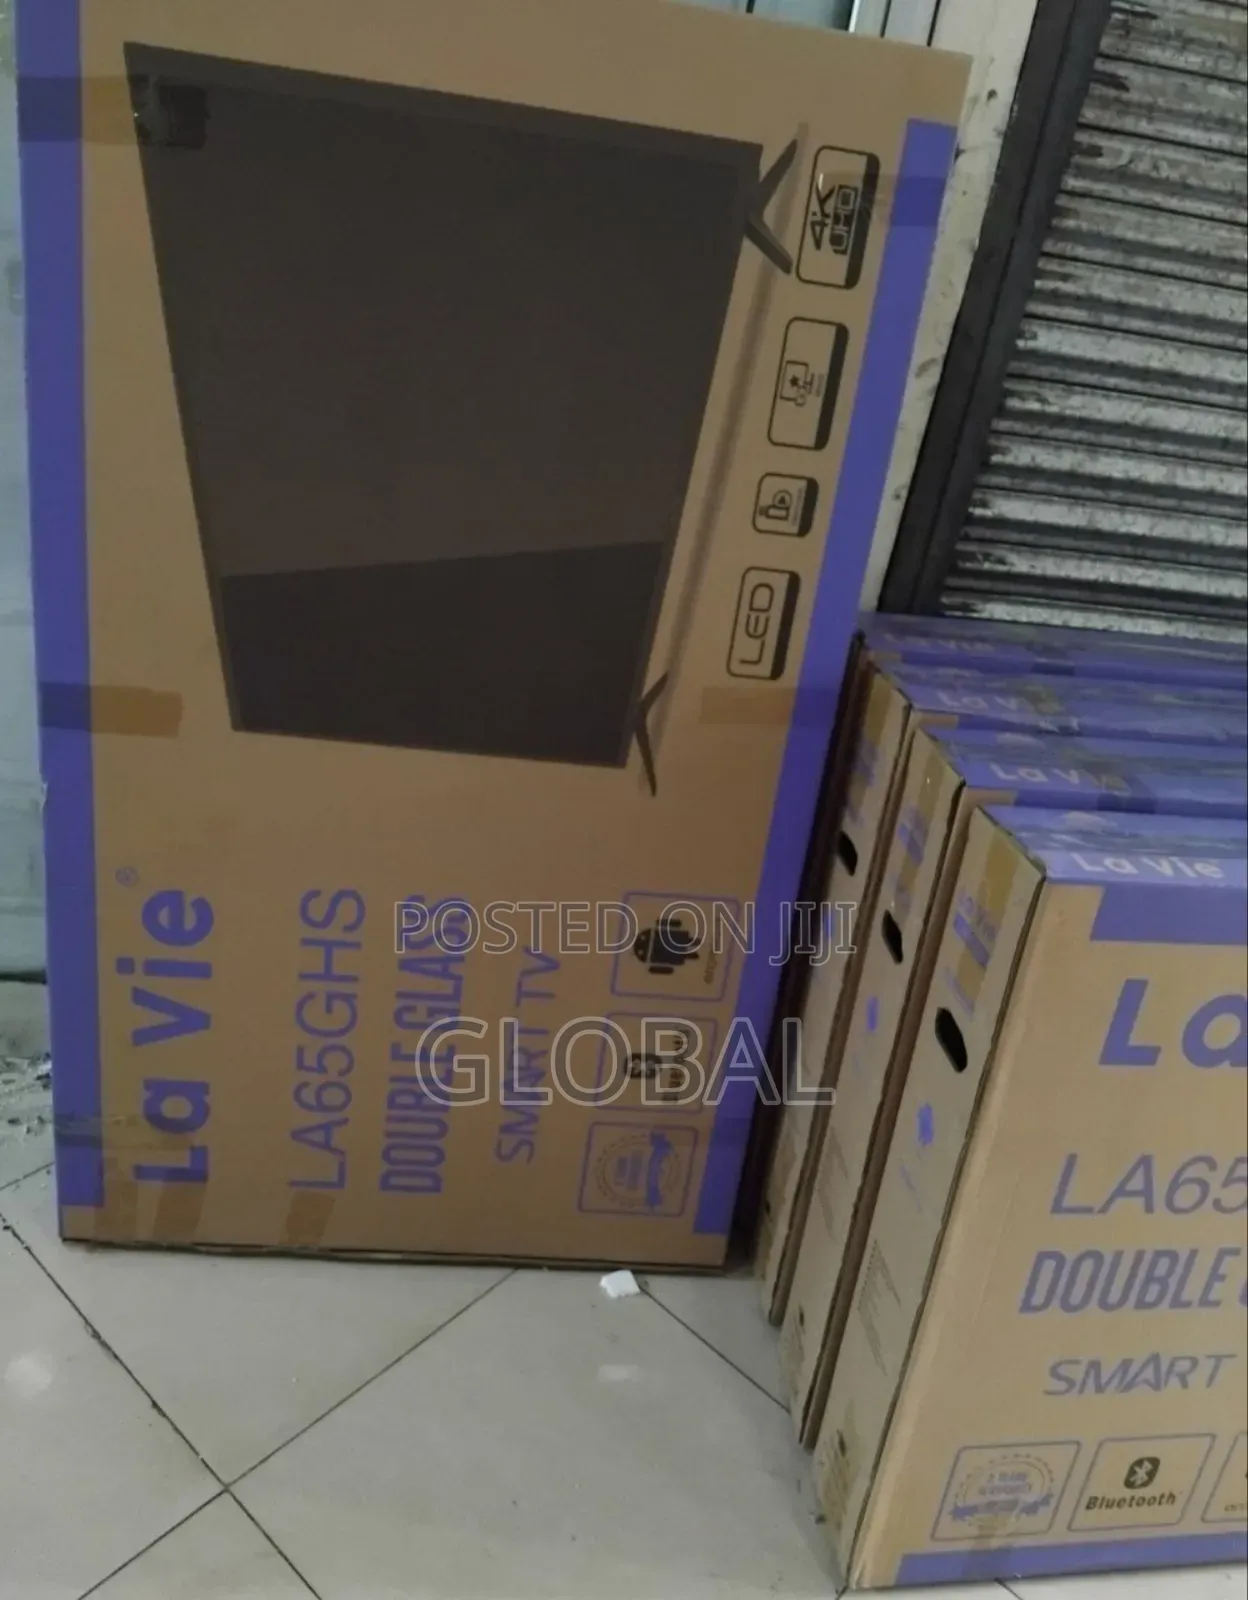 La Vie®
LA65GHS
DOUBLE GLASS
SMART TV
4K
UHD
LED
POSTED ON JIJI
GLOBAL
La Vie
La V
La V
La Vie
La
LA65
DOUBLE
SMART
Bluetooth